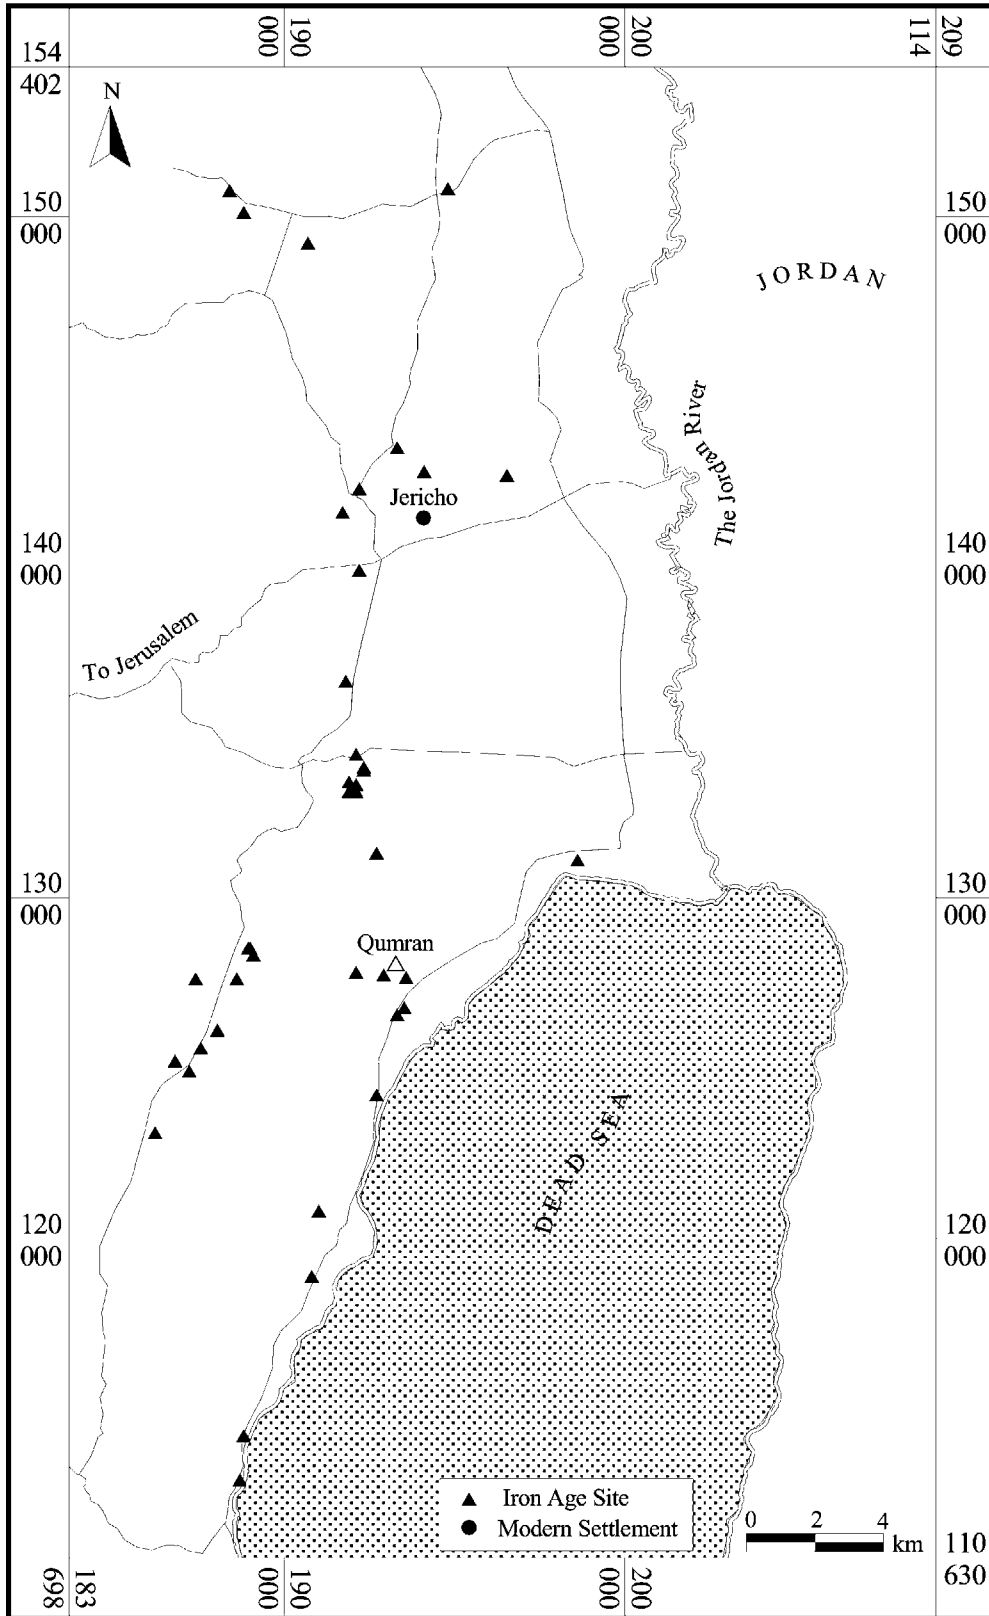 000
190
000
200
114
209
154
402
N
150
000
150
000
JORDAN
The Jordan River
Jericho
140
000
140
000
To Jerusalem
130
000
130
000
Qumran
DEAD SEA
120
000
120
000
Iron Age Site
Modern Settlement
0 2 4
km
110
630
698
183
000
190
000
200